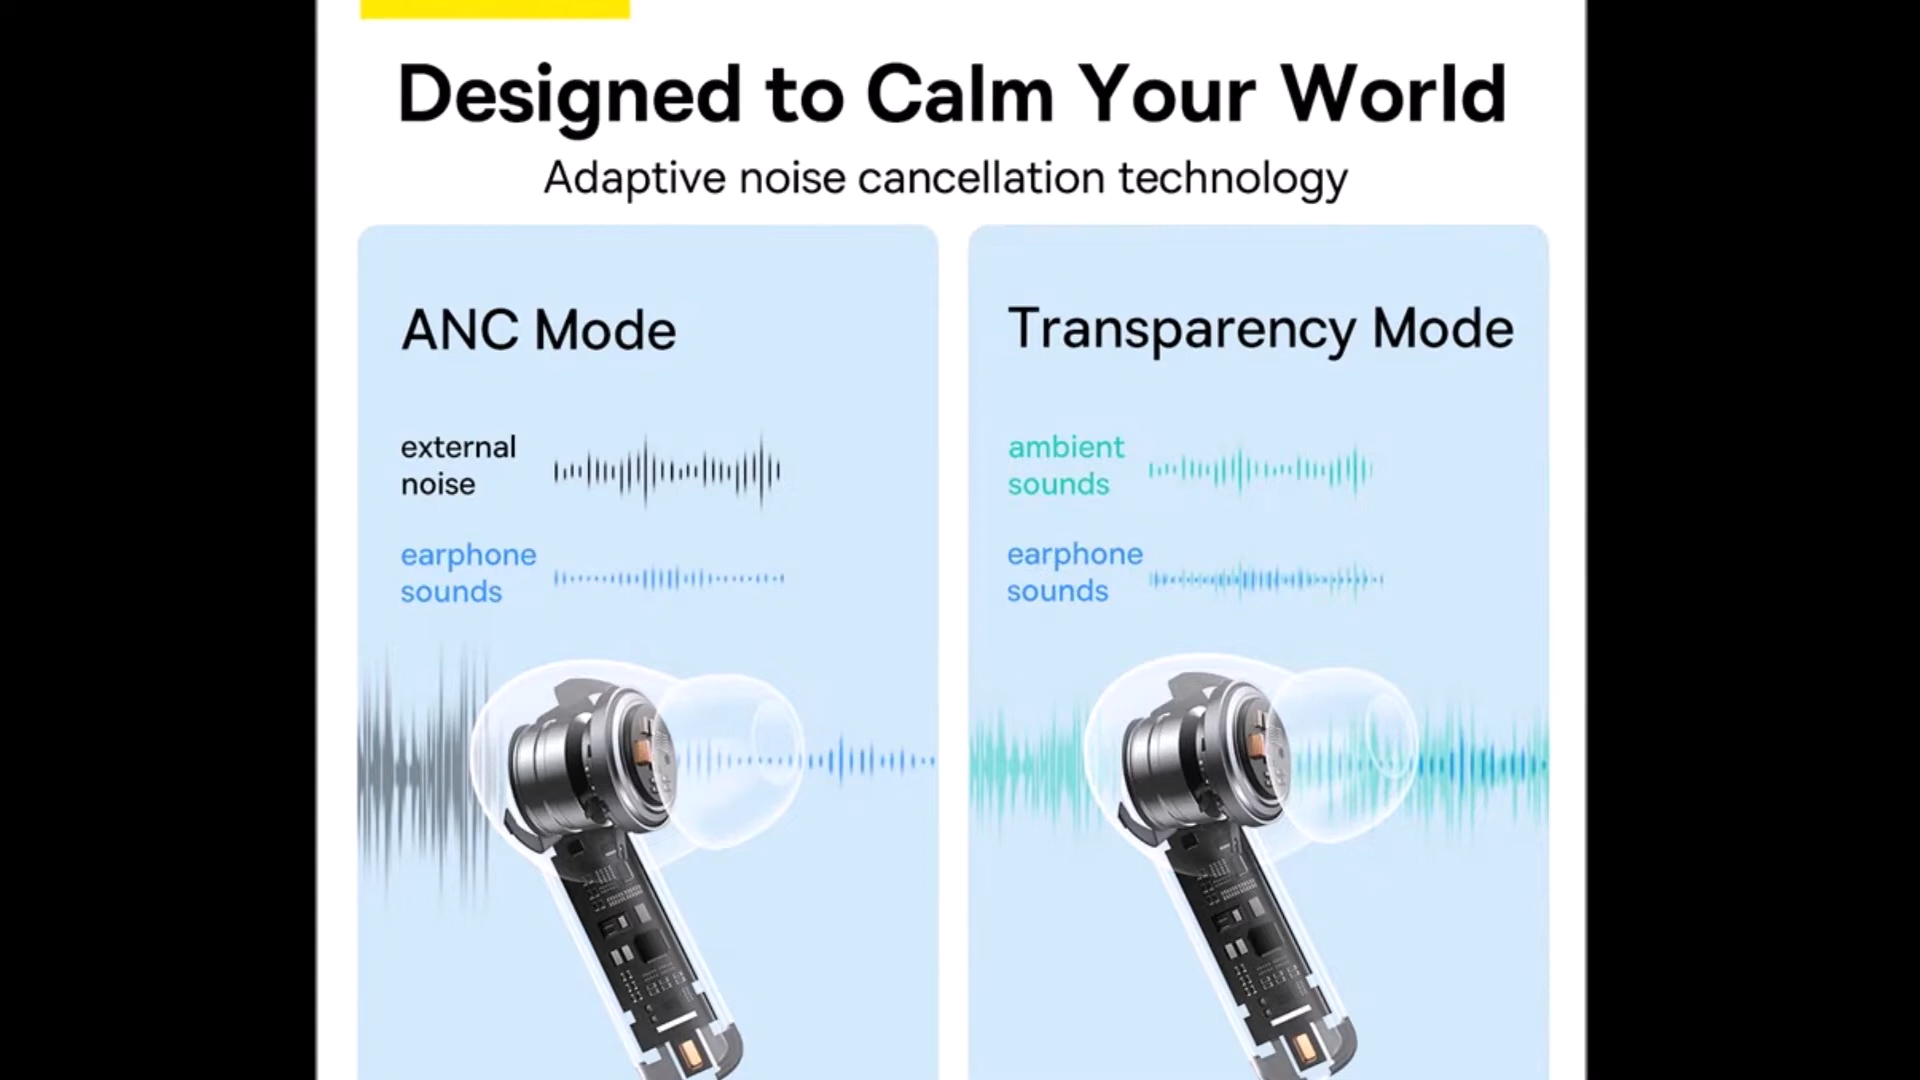 Designed to Calm Your World
Adaptive noise cancellation technology
ANC Mode
external
noise
earphone
sounds
Transparency Mode
ambient
sounds
earphone
sounds